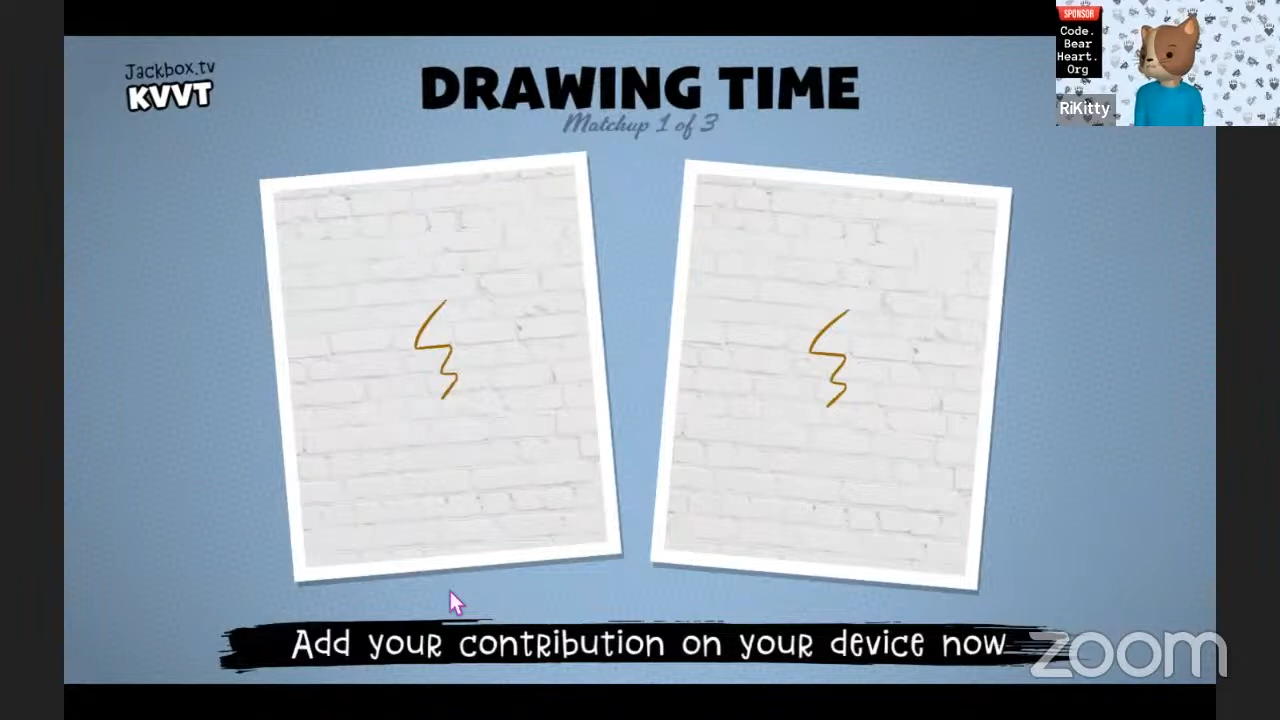 Jackbox.tv
KVVT
DRAWING TIME
Matchup 1 of 3
SPONSOR
Code.
Bear
Heart.
Org
RiKitty
Add your contribution on your device now
zoom